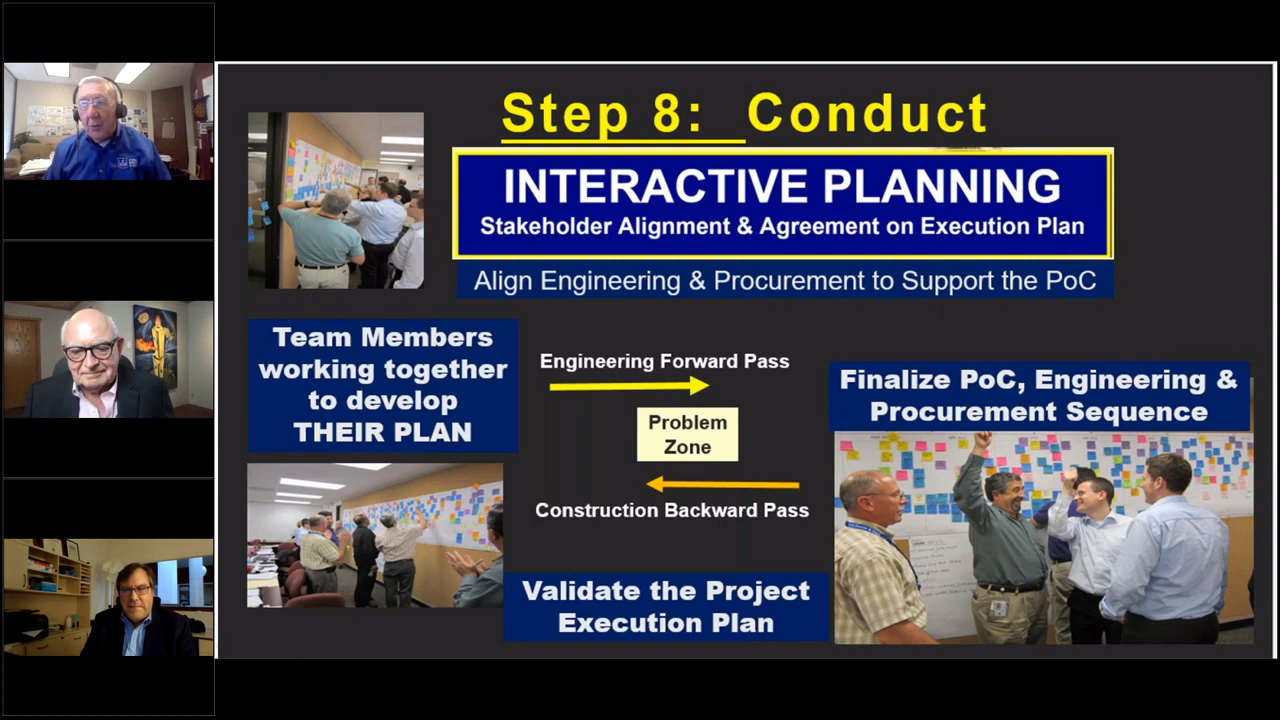 Step 8: Conduct
INTERACTIVE PLANNING
Stakeholder Alignment & Agreement on Execution Plan
Align Engineering & Procurement to Support the PoC
Team Members
working together
to develop
THEIR PLAN
Engineering Forward Pass
Problem
Zone
Construction Backward Pass
Finalize PoC, Engineering &
Procurement Sequence
Validate the Project
Execution Plan